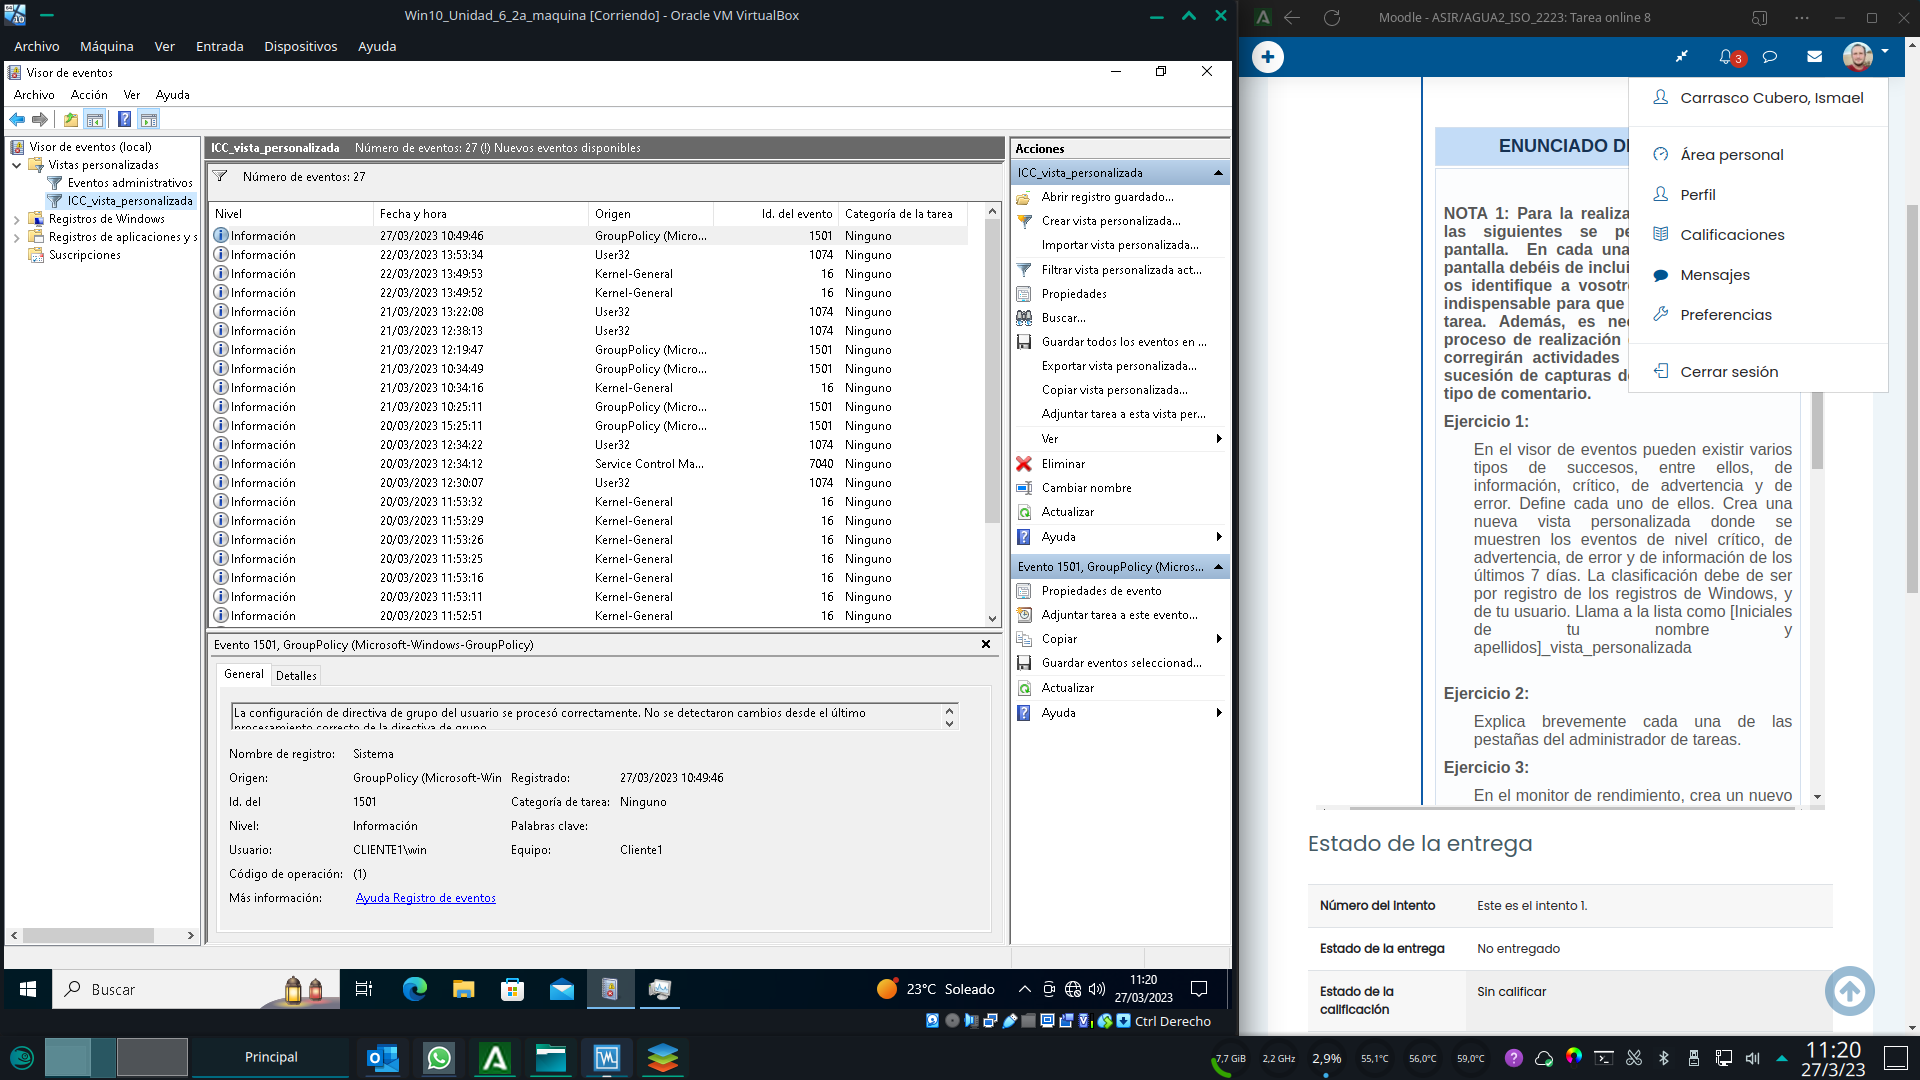 Win10_Unidad_6_2a_maquina [Corriendo] - Oracle VM VirtualBox
Archivo Máquina Ver Entrada Dispositivos Ayuda
Visor de eventos
Archivo Acción Ver Ayuda
Visor de eventos (local)
Vistas personalizadas
Eventos administrativos
ICC_vista_personalizada
Registros de Windows
Registros de aplicaciones y s
Suscripciones
ICC_vista_personalizada Número de eventos: 27 (!) Nuevos eventos disponibles
Número de eventos: 27
Nivel Fecha y hora Origen Id. del evento Categoría de la tarea
Información 27/03/2023 10:49:46 GroupPolicy (Micro... 1501 Ninguno
Información 22/03/2023 13:53:34 User32 1074 Ninguno
Información 22/03/2023 13:49:53 Kernel-General 16 Ninguno
Información 22/03/2023 13:49:52 Kernel-General 16 Ninguno
Información 21/03/2023 13:22:08 User32 1074 Ninguno
Información 21/03/2023 12:38:13 User32 1074 Ninguno
Información 21/03/2023 12:19:47 GroupPolicy (Micro... 1501 Ninguno
Información 21/03/2023 10:34:49 GroupPolicy (Micro... 1501 Ninguno
Información 21/03/2023 10:34:16 Kernel-General 16 Ninguno
Información 21/03/2023 10:25:11 GroupPolicy (Micro... 1501 Ninguno
Información 20/03/2023 15:25:11 GroupPolicy (Micro... 1501 Ninguno
Información 20/03/2023 12:34:22 User32 1074 Ninguno
Información 20/03/2023 12:34:12 Service Control Ma... 7040 Ninguno
Información 20/03/2023 12:30:07 User32 1074 Ninguno
Información 20/03/2023 11:53:32 Kernel-General 16 Ninguno
Información 20/03/2023 11:53:29 Kernel-General 16 Ninguno
Información 20/03/2023 11:53:26 Kernel-General 16 Ninguno
Información 20/03/2023 11:53:25 Kernel-General 16 Ninguno
Información 20/03/2023 11:53:16 Kernel-General 16 Ninguno
Información 20/03/2023 11:53:11 Kernel-General 16 Ninguno
Información 20/03/2023 11:52:51 Kernel-General 16 Ninguno
Evento 1501, GroupPolicy (Microsoft-Windows-GroupPolicy)
General Detalles
La configuración de directiva de grupo del usuario se procesó correctamente. No se detectaron cambios desde el último
procesamiento correcto de la directiva de grupo.
Nombre de registro: Sistema
Origen: GroupPolicy (Microsoft-Win Registrado: 27/03/2023 10:49:46
Id. del 1501 Categoría de tarea: Ninguno
Nivel: Información Palabras clave:
Usuario: CLIENTE1\win Equipo: Cliente1
Código de operación: (1)
Más información: Ayuda Registro de eventos
Acciones
ICC_vista_personalizada
Abrir registro guardado...
Crear vista personalizada...
Importar vista personalizada...
Filtrar vista personalizada act...
Propiedades
Buscar...
Guardar todos los eventos en ...
Exportar vista personalizada...
Copiar vista personalizada...
Adjuntar tarea a esta vista per...
Ver
Eliminar
Cambiar nombre
Actualizar
Ayuda
Evento 1501, GroupPolicy (Micros...
Propiedades de evento
Adjuntar tarea a este evento...
Copiar
Guardar eventos seleccionad...
Actualizar
Ayuda
Buscar
23°C Soleado
11:20
27/03/2023
Ctrl Derecho
Moodle - ASIR/AGUA2_ISO_2223: Tarea online 8
3
Carrasco Cubero, Ismael
Área personal
Perfil
Calificaciones
Mensajes
Preferencias
Cerrar sesión
ENUNCIADO D
NOTA 1: Para la realiza
las siguientes se pe
pantalla. En cada una
pantalla debéis de inclui
os identifique a vosotr
indispensable para que
tarea. Además, es ne
proceso de realización
corregirán actividades
sucesión de capturas d
tipo de comentario.
Ejercicio 1:
En el visor de eventos pueden existir varios
tipos de succesos, entre ellos, de
información, crítico, de advertencia y de
error. Define cada uno de ellos. Crea una
nueva vista personalizada donde se
muestren los eventos de nivel crítico, de
advertencia, de error y de información de los
últimos 7 días. La clasificación debe de ser
por registro de los registros de Windows, y
de tu usuario. Llama a la lista como [Iniciales
de tu nombre y
apellidos]_vista_personalizada
Ejercicio 2:
Explica brevemente cada una de las
pestañas del administrador de tareas.
Ejercicio 3:
En el monitor de rendimiento, crea un nuevo
Estado de la entrega
Número del Intento Este es el intento 1.
Estado de la entrega No entregado
Estado de la
calificación
Sin calificar
Principal
7,7 GiB 2,2 GHz 2,9% 55,1°C 56,0°C 59,0°C
11:20
27/3/23